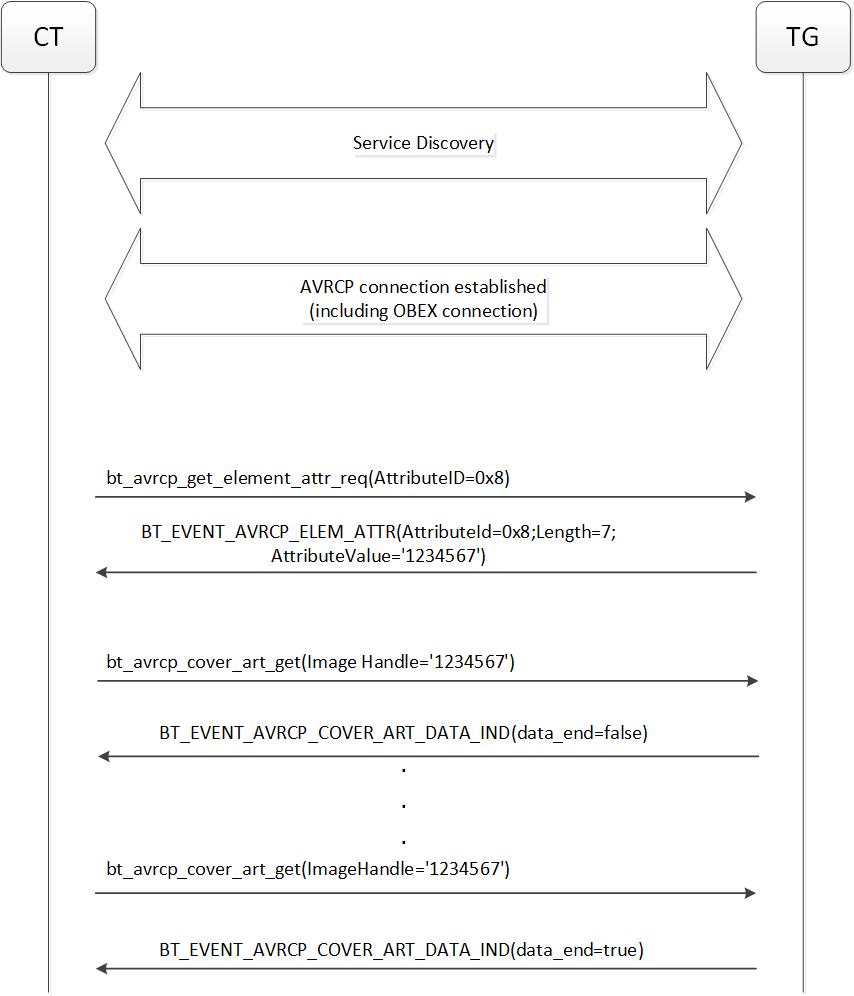 CT
TG
Service Discovery
AVRCP connection established
(including OBEX connection)
bt_avrcp_get_element_attr_req(AttributeID=0x8)
BT_EVENT_AVRCP_ELEM_ATTR(AttributeId=0x8;Length=7;
AttributeValue='1234567')
bt_avrcp_cover_art_get(Image Handle='1234567')
BT_EVENT_AVRCP_COVER_ART_DATA_IND(data_end=false)
.
.
.
bt_avrcp_cover_art_get(ImageHandle='1234567')
BT_EVENT_AVRCP_COVER_ART_DATA_IND(data_end=true)